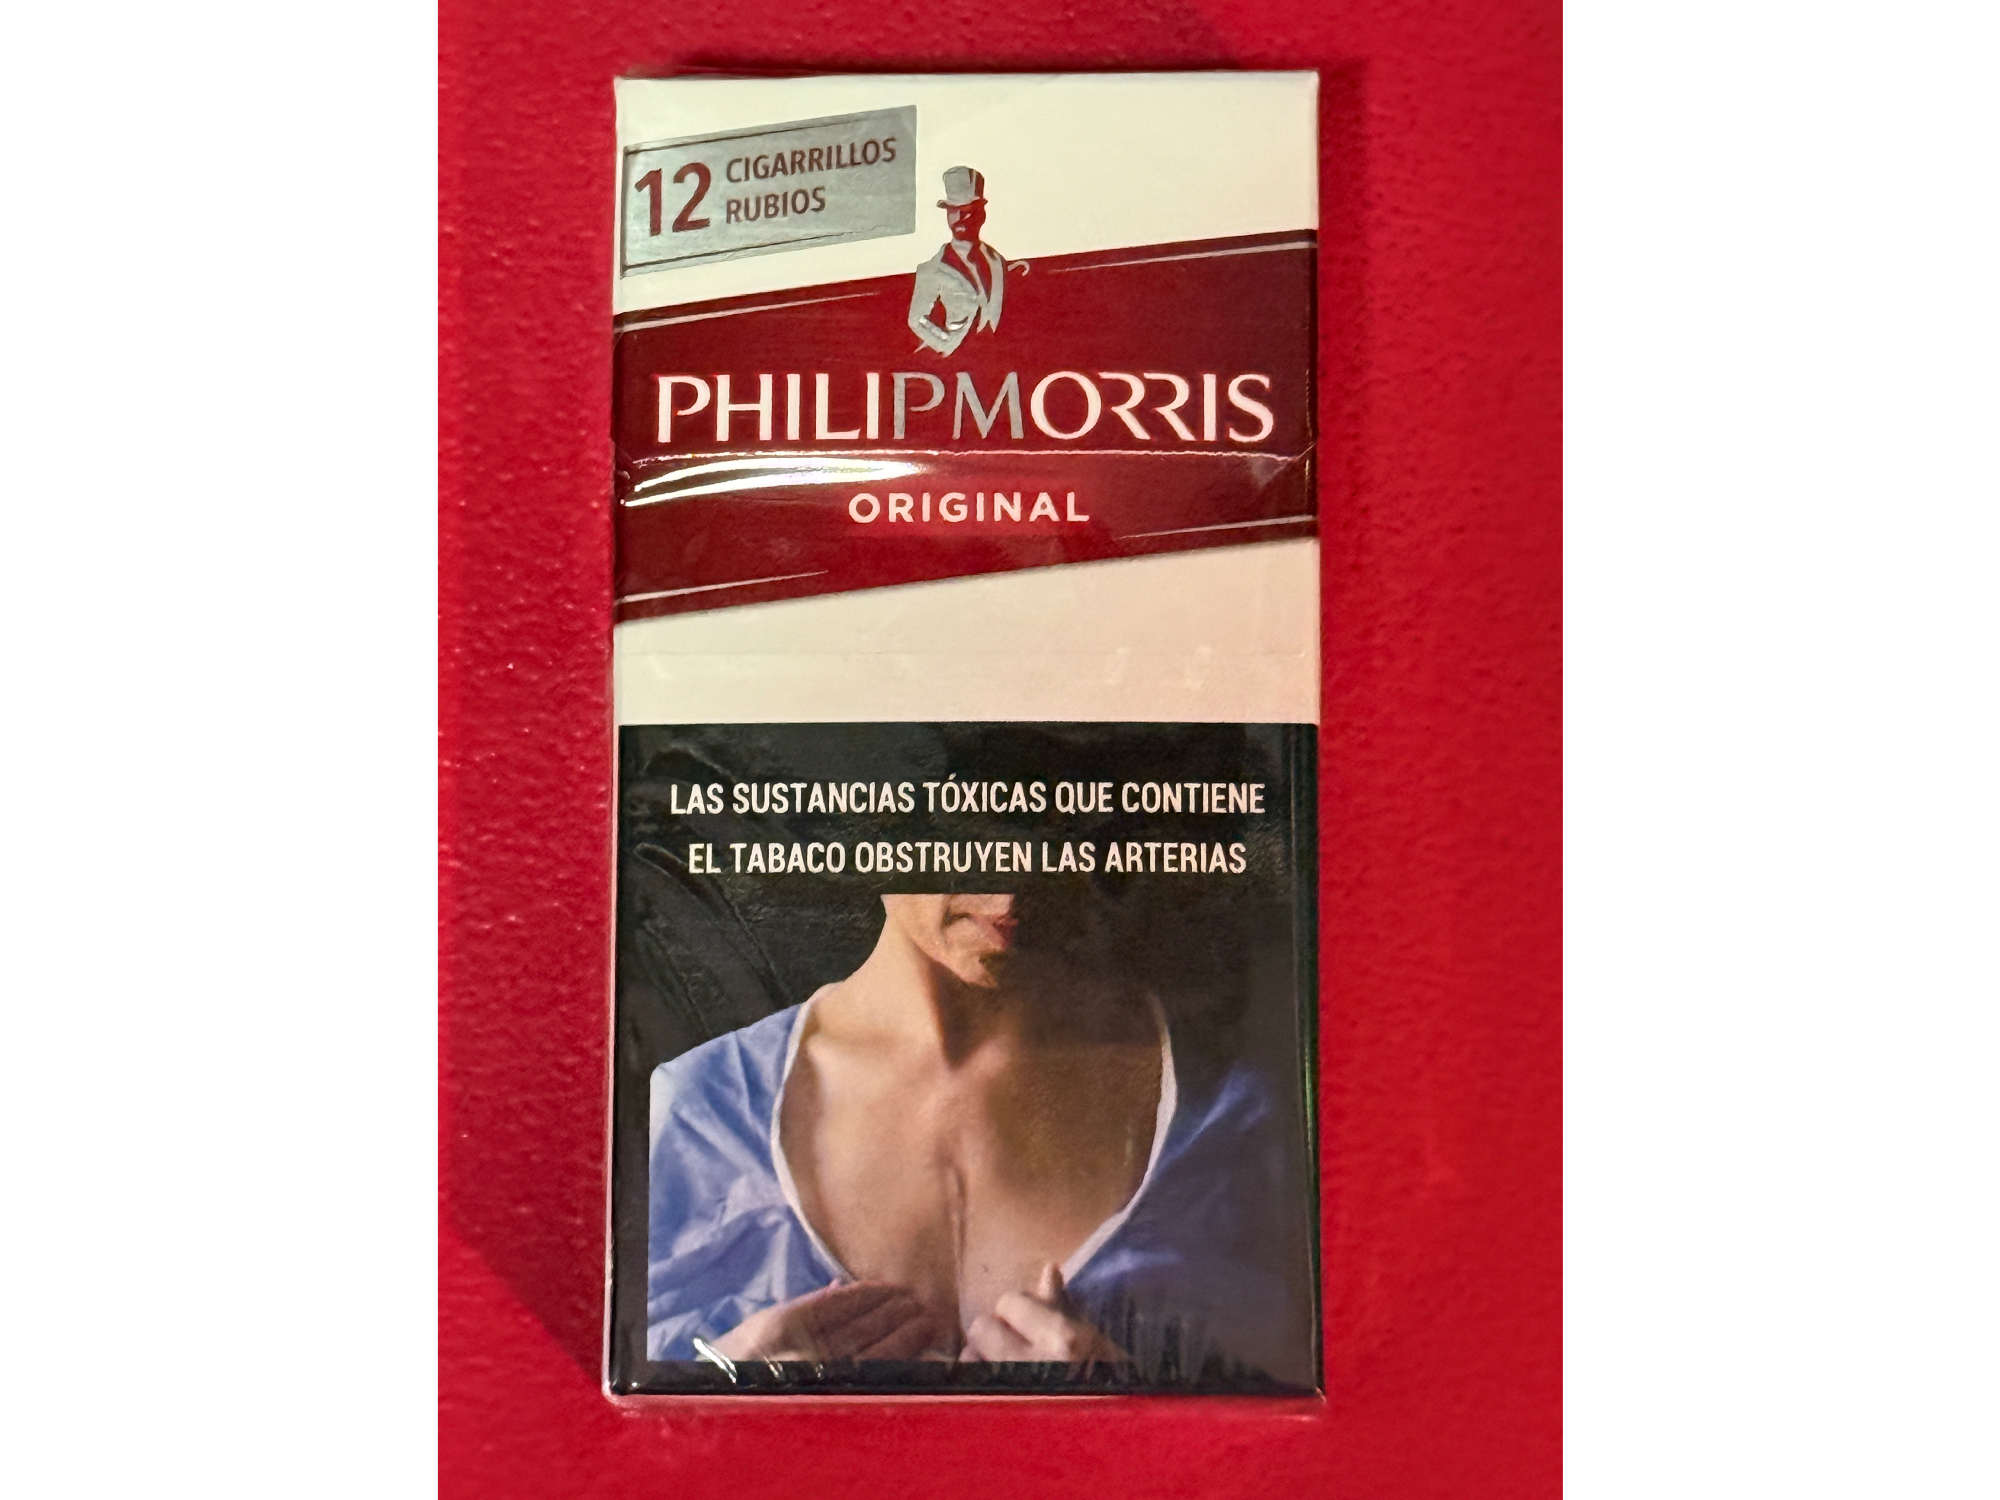 12 CIGARRILLOS
RUBIOS
PHILIPMORRIS
ORIGINAL
LAS SUSTANCIAS TÓXICAS QUE CONTIENE
EL TABACO OBSTRUYEN LAS ARTERIAS